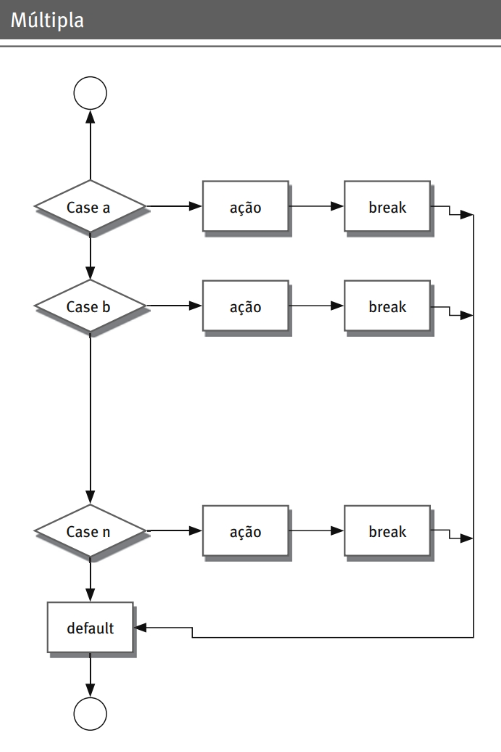 Múltipla
Case a
ação
break
Case b
ação
break
Case n
ação
break
default